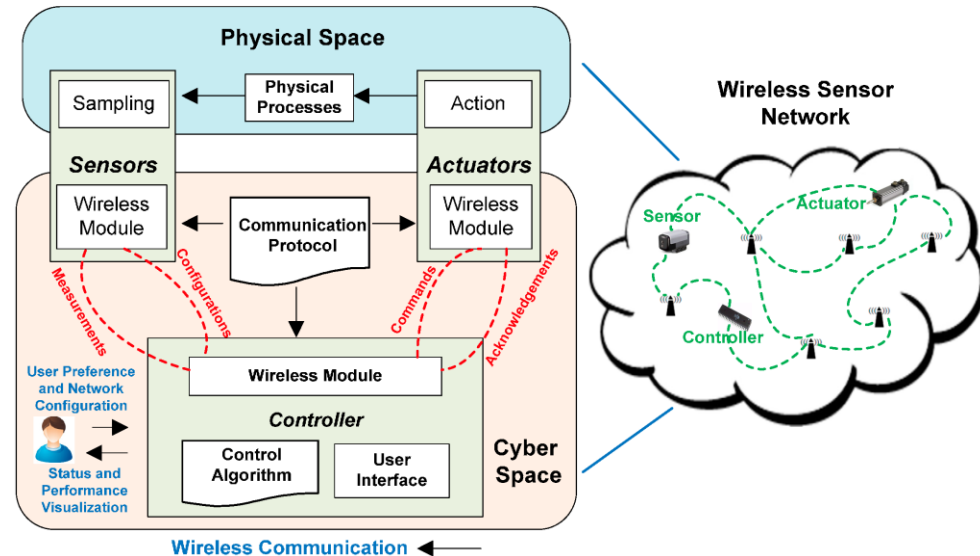 Physical Space
Sampling
Physical
Processes
Action
Sensors
Actuators
Wireless
Module
Communication
Protocol
Wireless
Module
Measurements
Configurations
Commands
Acknowledgements
Wireless Module
Controller
Control
Algorithm
User
Interface
Cyber
Space
User Preference
and Network
Configuration
Status and
Performance
Visualization
Wireless Communication
Wireless Sensor
Network
Sensor
Actuator
Controller